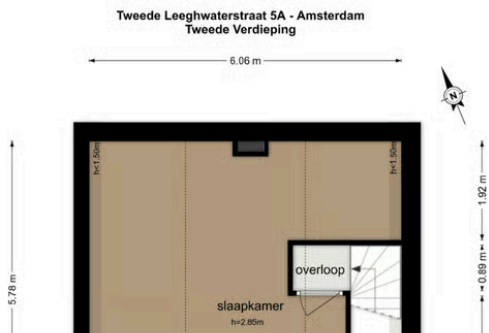 Tweede Leeghwaterstraat 5A - Amsterdam
Tweede Verdieping
6.06 m
N
h<1.50m
h<1.50m
1.92 m
overloop
0.89 m
5.78 m
slaapkamer
h=2.85m